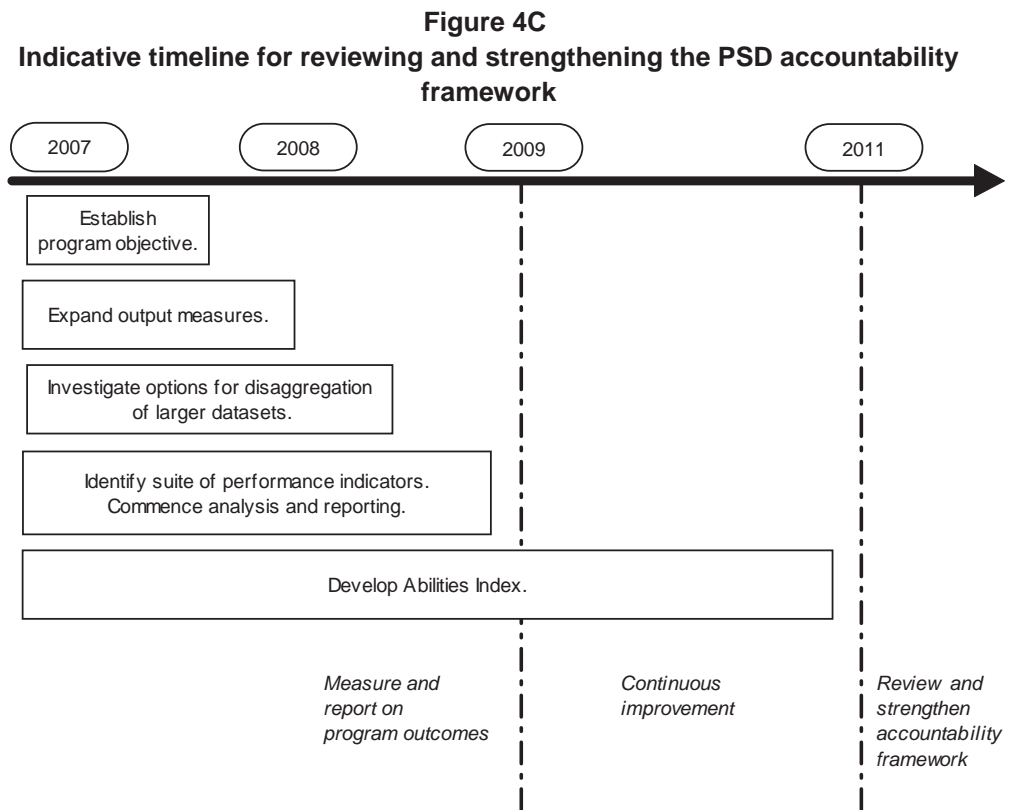 Figure 4C
Indicative timeline for reviewing and strengthening the PSD accountability
framework
2007
2008
2009
2011
Establish
program objective.
Expand output measures.
Investigate options for disaggregation
of larger datasets.
Identify suite of performance indicators.
Commence analysis and reporting.
Develop Abilities Index.
Measure and
report on
program outcomes
Continuous
improvement
Review and
strengthen
accountability
framework